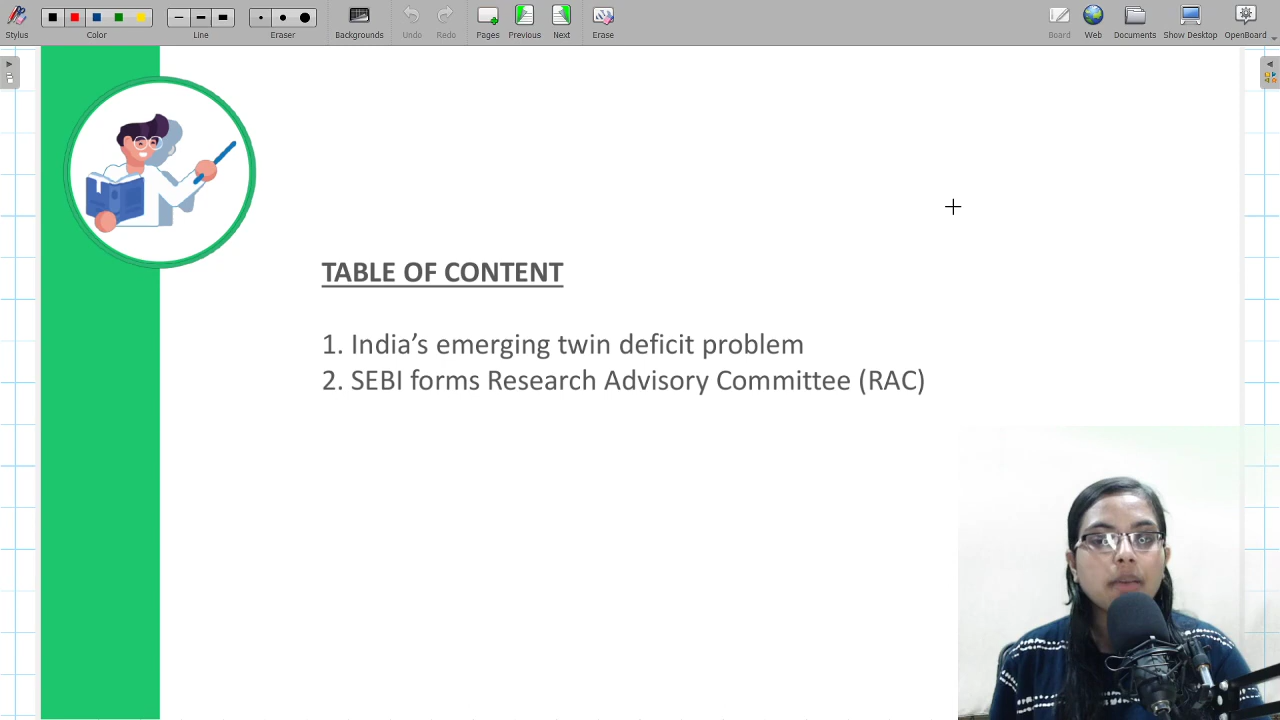 Stylus
Color
Line
Eraser
Backgrounds
Undo
Redo
Pages
Previous
Next
Erase
Board
Web
Documents
Show Desktop
OpenBoard
TABLE OF CONTENT
1. India’s emerging twin deficit problem
2. SEBI forms Research Advisory Committee (RAC)